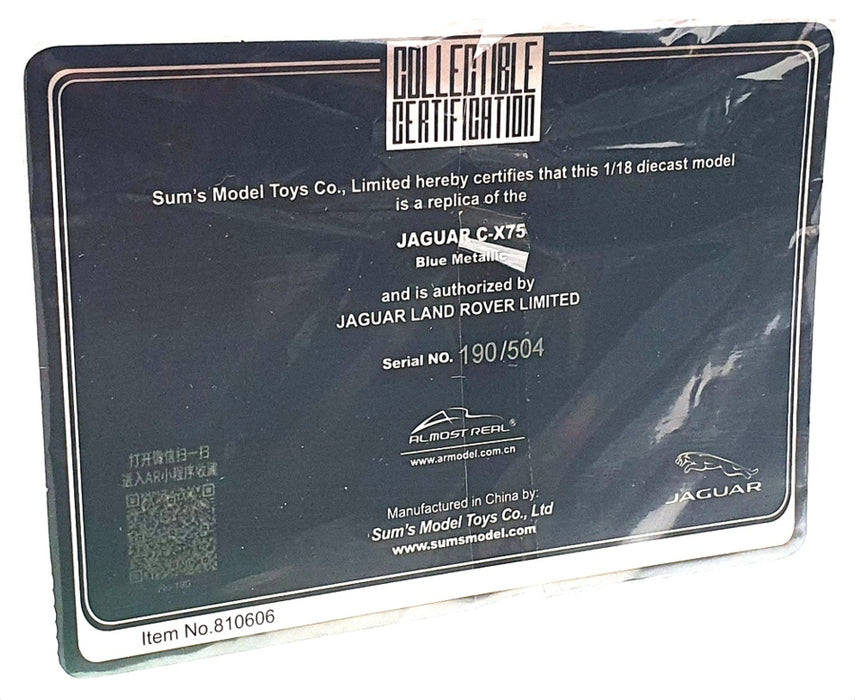 COLLECTIBLE
CERTIFICATION
Sum's Model Toys Co., Limited hereby certifies that this 1/18 diecast model
is a replica of the
JAGUAR C-X75
Blue Metallic
and is authorized by
JAGUAR LAND ROVER LIMITED
Serial NO. 190/504
ALMOST REAL®
www.armodel.com.cn
打开微信扫一扫
进入AR小程序收藏
Manufactured in China by:
Sum's Model Toys Co., Ltd
www.sumsmodel.com
JAGUAR
Item No.810606